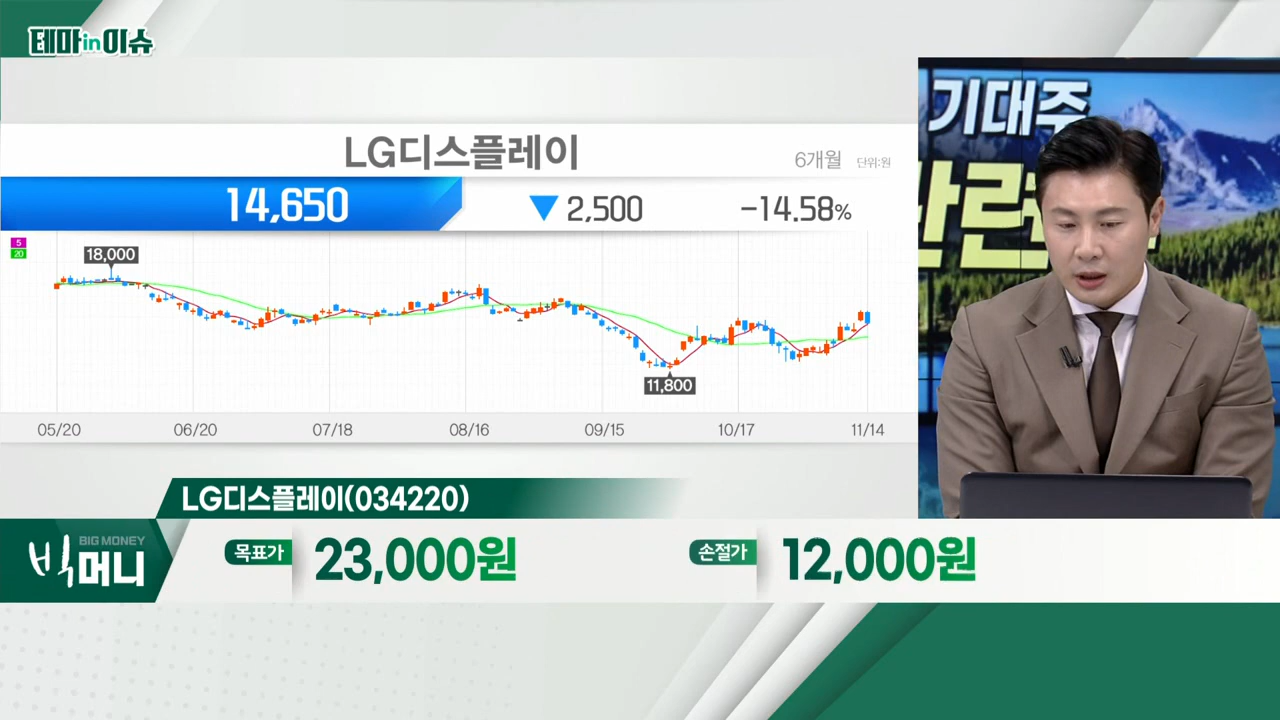 테마in이슈
기대주
LG디스플레이
6개월 단위:원
14,650 ▼2,500 -14.58%
5
20
18,000
11,800
05/20 06/20 07/18 08/16 09/15 10/17 11/14
LG디스플레이(034220)
BIG MONEY
빅머니
목표가 23,000원
손절가 12,000원